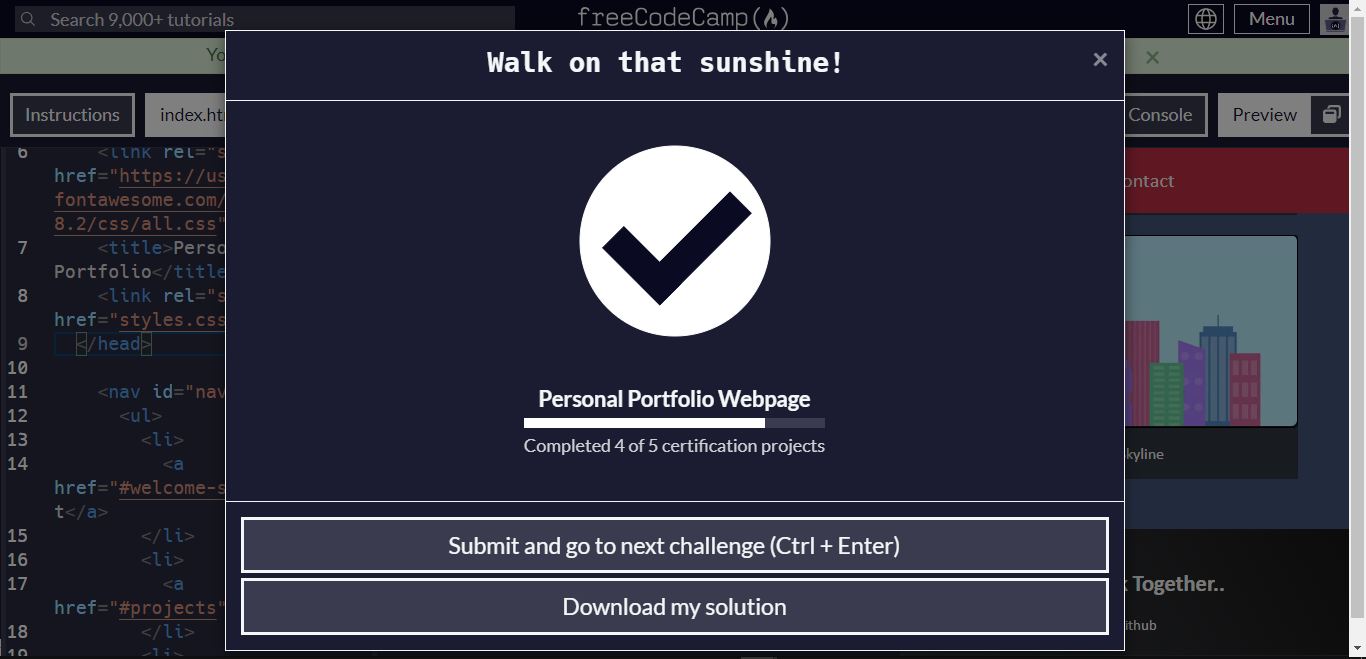 Search 9,000+ tutorials
freeCodeCamp
Menu
Yo
Walk on that sunshine!
×
Instructions
index.ht
Console
Preview
6 <link rel="s
href="https://us
fontawesome.com/
8.2/css/all.css"
7 <title>Perso
Portfolio</title
8 <link rel="s
href="styles.css
9 </head>
10
11 <nav id="nav
12 <ul>
13 <li>
14 <a
href="#welcome-s
t</a>
15 </li>
16 <li>
17 <a
href="#projects"
18 </li>
19 <li>
ontact
kyline
k Together..
ithub
Personal Portfolio Webpage
Completed 4 of 5 certification projects
Submit and go to next challenge (Ctrl + Enter)
Download my solution